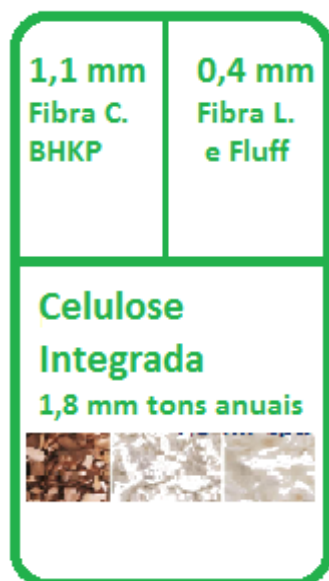 1,1 mm
Fibra C.
BHKP
0,4 mm
Fibra L.
e Fluff
Celulose
Integrada
1,8 mm tons anuais